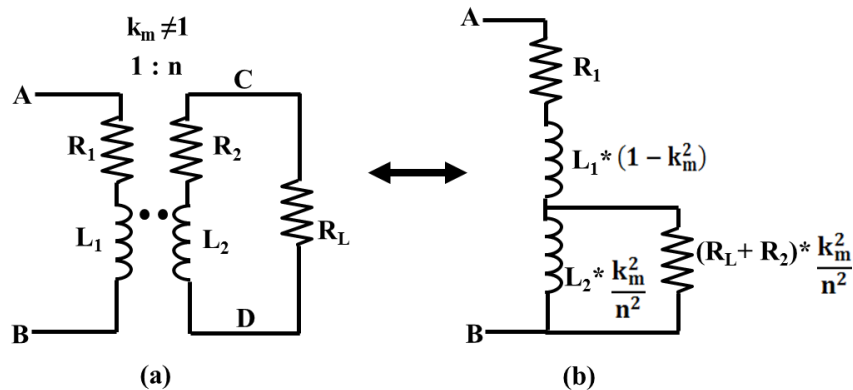 k_m ≠1
1 : n
A
C
R_1
R_2
R_L
L_1
L_2
B
D
(a)
A
R_1
L_1* (1 − k_m^2)
L_2* k_m^2/n^2
(R_L+ R_2)* k_m^2/n^2
B
(b)